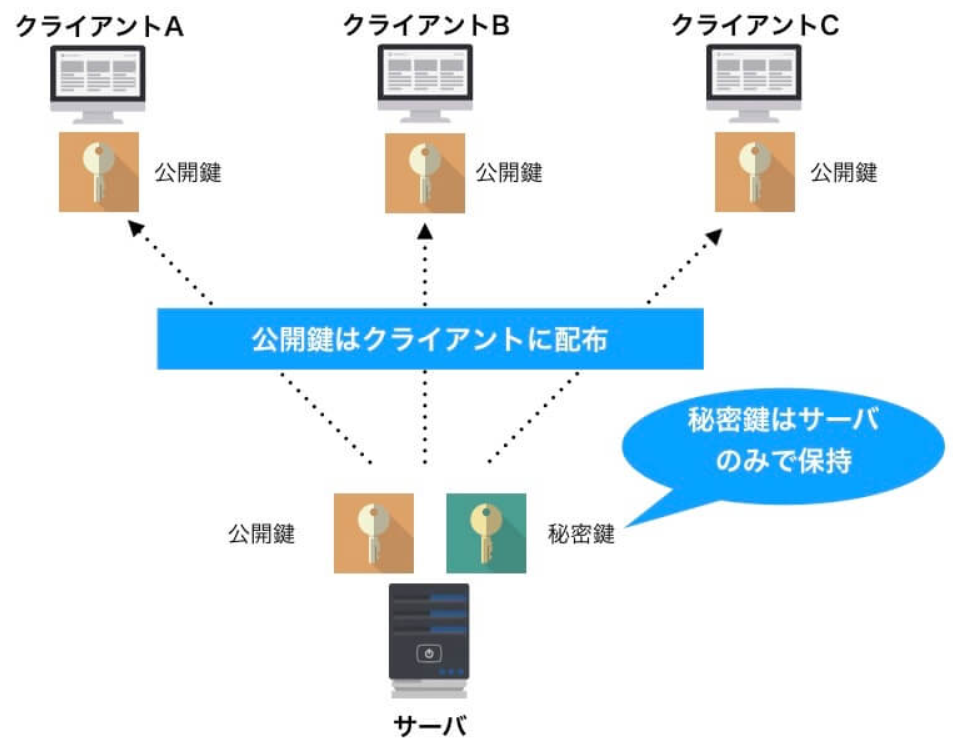 クライアントA
クライアントB
クライアントC
公開鍵
公開鍵
公開鍵
公開鍵はクライアントに配布
秘密鍵はサーバ
のみで保持
公開鍵
秘密鍵
サーバ